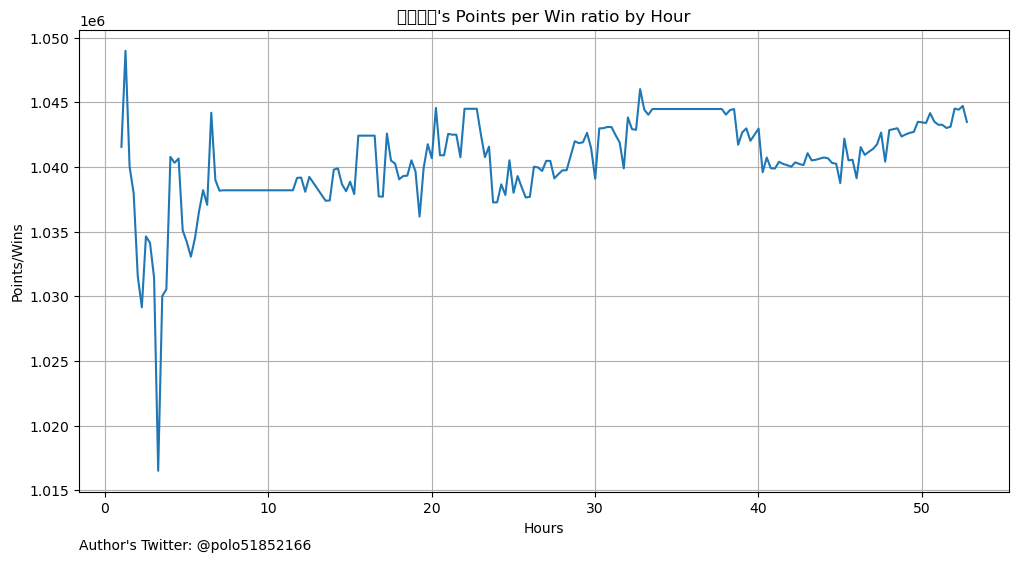 's Points per Win ratio by Hour
1e6
1.050
1.045
1.040
1.035
1.030
1.025
1.020
1.015
Points/Wins
0 10 20 30 40 50
Hours
Author's Twitter: @polo51852166